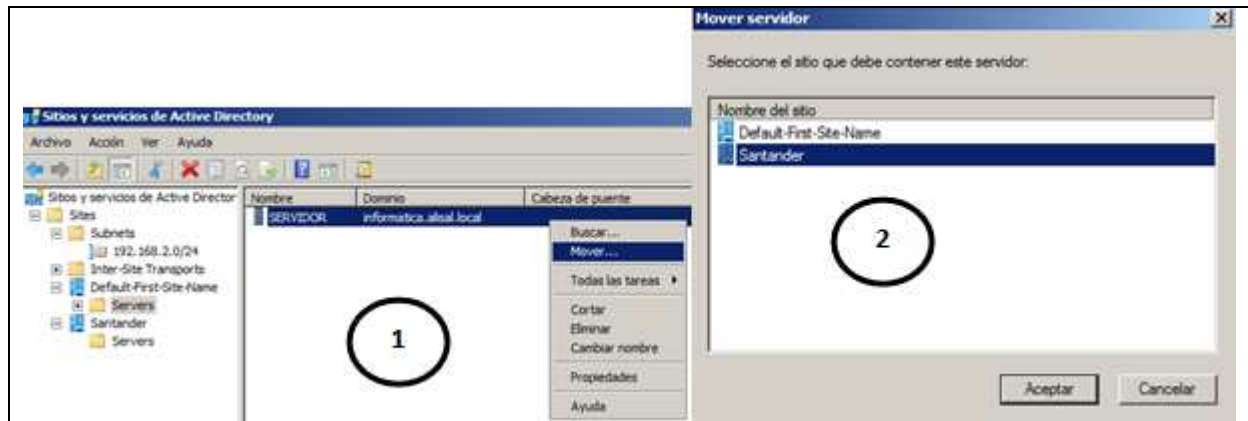 Sitios y servicios de Active Directory
Archivo Acción Ver Ayuda
Sitios y servicios de Active Director
Sites
Subnets
192.168.2.0/24
Inter-Site Transports
Default-First-Site-Name
Servers
Santander
Servers
Nombre Dominio Cabeza de puente
SERVIDOR informatica.alisal.local
Buscar...
Mover...
Todas las tareas
Cortar
Eliminar
Cambiar nombre
Propiedades
Ayuda
1
Mover servidor
Seleccione el sitio que debe contener este servidor:
Nombre del sitio
Default-First-Site-Name
Santander
2
Aceptar Cancelar